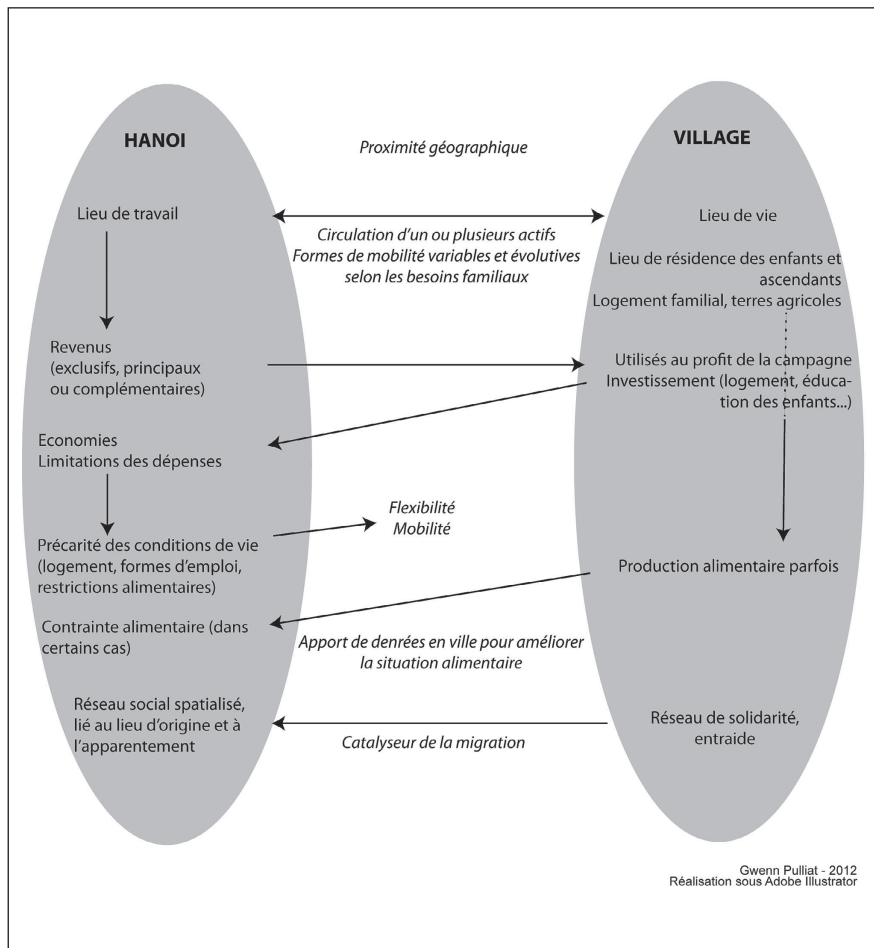 HANOI
VILLAGE
Proximité géographique
Lieu de travail
Lieu de vie
Circulation d'un ou plusieurs actifs
Formes de mobilité variables et évolutives
selon les besoins familiaux
Lieu de résidence des enfants et
ascendants
Logement familial, terres agricoles
Revenus
(exclusifs, principaux
ou complémentaires)
Utilisés au profit de la campagne
Investissement (logement, éduca-
tion des enfants...)
Economies
Limitations des dépenses
Flexibilité
Mobilité
Précarité des conditions de vie
(logement, formes d'emploi,
restrictions alimentaires)
Production alimentaire parfois
Contrainte alimentaire (dans
certains cas)
Apport de denrées en ville pour améliorer
la situation alimentaire
Réseau social spatialisé,
lié au lieu d'origine et à
l'apparentement
Réseau de solidarité,
entraide
Catalyseur de la migration
Gwenn Pulliat - 2012
Réalisation sous Adobe Illustrator